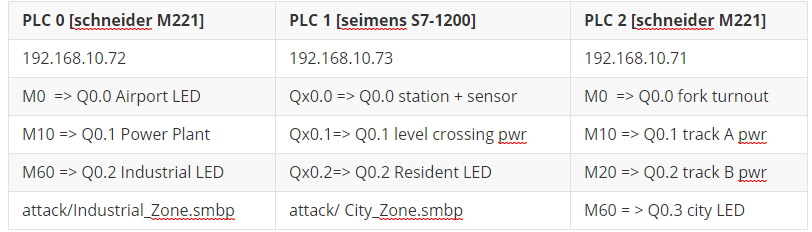 PLC 0 [schneider M221] PLC 1 [seimens S7-1200] PLC 2 [schneider M221]
192.168.10.72 192.168.10.73 192.168.10.71
M0 => Q0.0 Airport LED Qx0.0 => Q0.0 station + sensor M0 => Q0.0 fork turnout
M10 => Q0.1 Power Plant Qx0.1=> Q0.1 level crossing pwr M10 => Q0.1 track A pwr
M60 => Q0.2 Industrial LED Qx0.2=> Q0.2 Resident LED M20 => Q0.2 track B pwr
attack/Industrial_Zone.smbp attack/ City_Zone.smbp M60 = > Q0.3 city LED